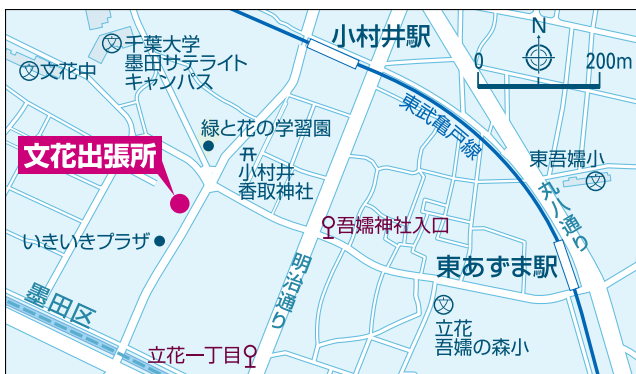 小村井駅
N
0
200m
文
千葉大学
墨田サテライト
キャンパス
文
文花中
東武亀戸線
緑と花の学習園
小村井
香取神社
文花出張所
東吾嬬小
文
丸八通り
いきいきプラザ
吾嬬神社入口
明治通り
東あずま駅
墨田区
文
立花
吾嬬の森小
立花一丁目